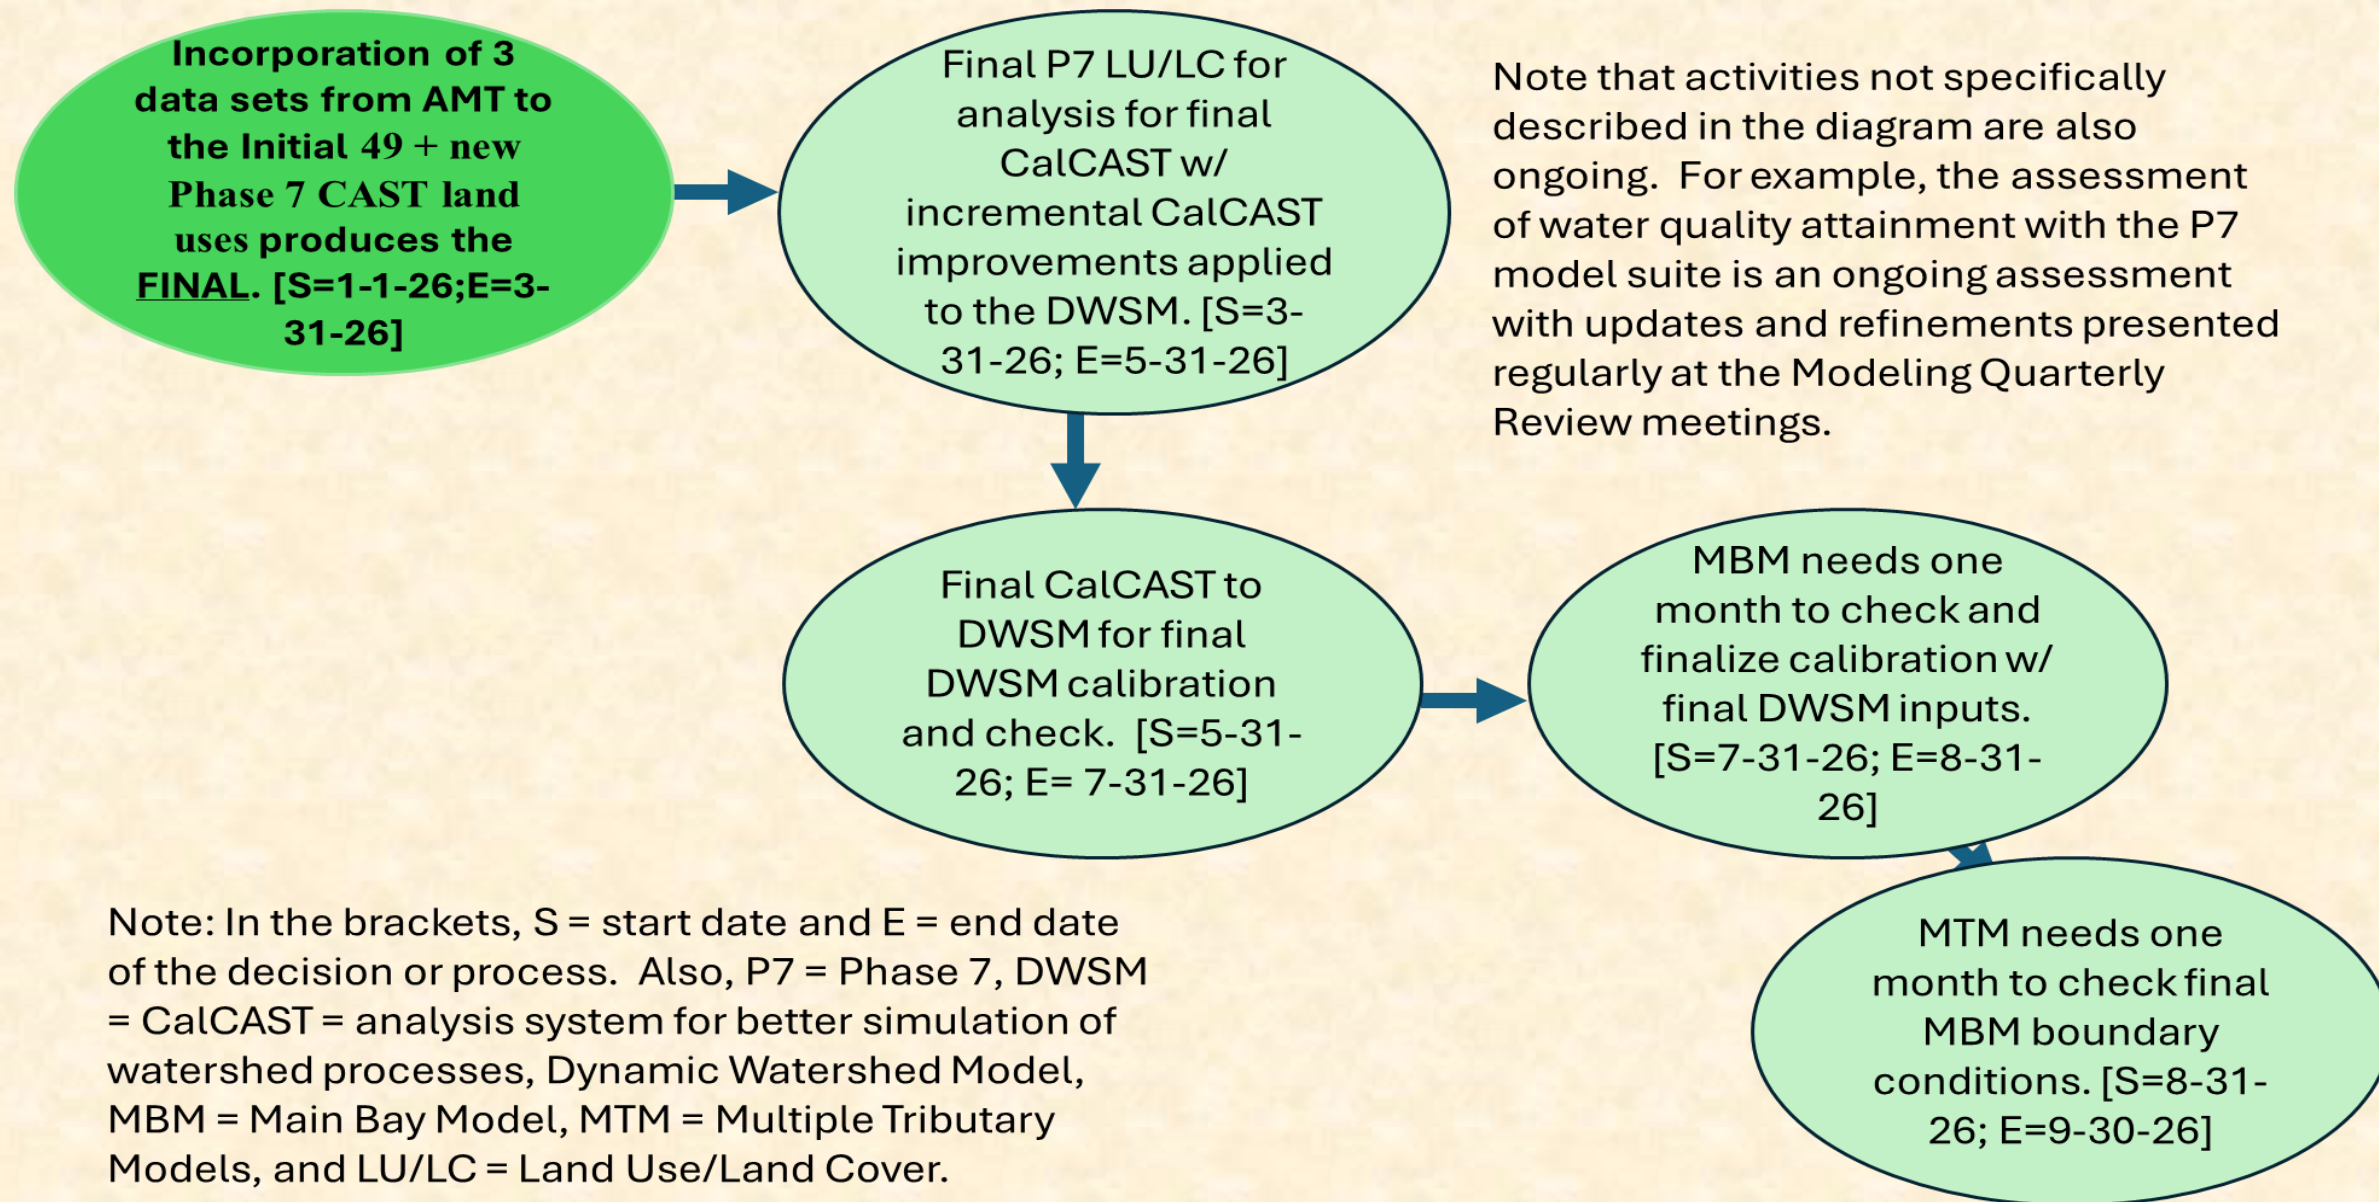 Incorporation of 3
data sets from AMT to
the Initial 49 + new
Phase 7 CAST land
uses produces the
FINAL. [S=1-1-26;E=3-
31-26]
Final P7 LU/LC for
analysis for final
CalCAST w/
incremental CalCAST
improvements applied
to the DWSM. [S=3-
31-26; E=5-31-26]
Note that activities not specifically
described in the diagram are also
ongoing.  For example, the assessment
of water quality attainment with the P7
model suite is an ongoing assessment
with updates and refinements presented
regularly at the Modeling Quarterly
Review meetings.
Final CalCAST to
DWSM for final
DWSM calibration
and check.  [S=5-31-
26; E= 7-31-26]
MBM needs one
month to check and
finalize calibration w/
final DWSM inputs.
[S=7-31-26; E=8-31-
26]
MTM needs one
month to check final
MBM boundary
conditions. [S=8-31-
26; E=9-30-26]
Note: In the brackets, S = start date and E = end date
of the decision or process.  Also, P7 = Phase 7, DWSM
= CalCAST = analysis system for better simulation of
watershed processes, Dynamic Watershed Model,
MBM = Main Bay Model, MTM = Multiple Tributary
Models, and LU/LC = Land Use/Land Cover.